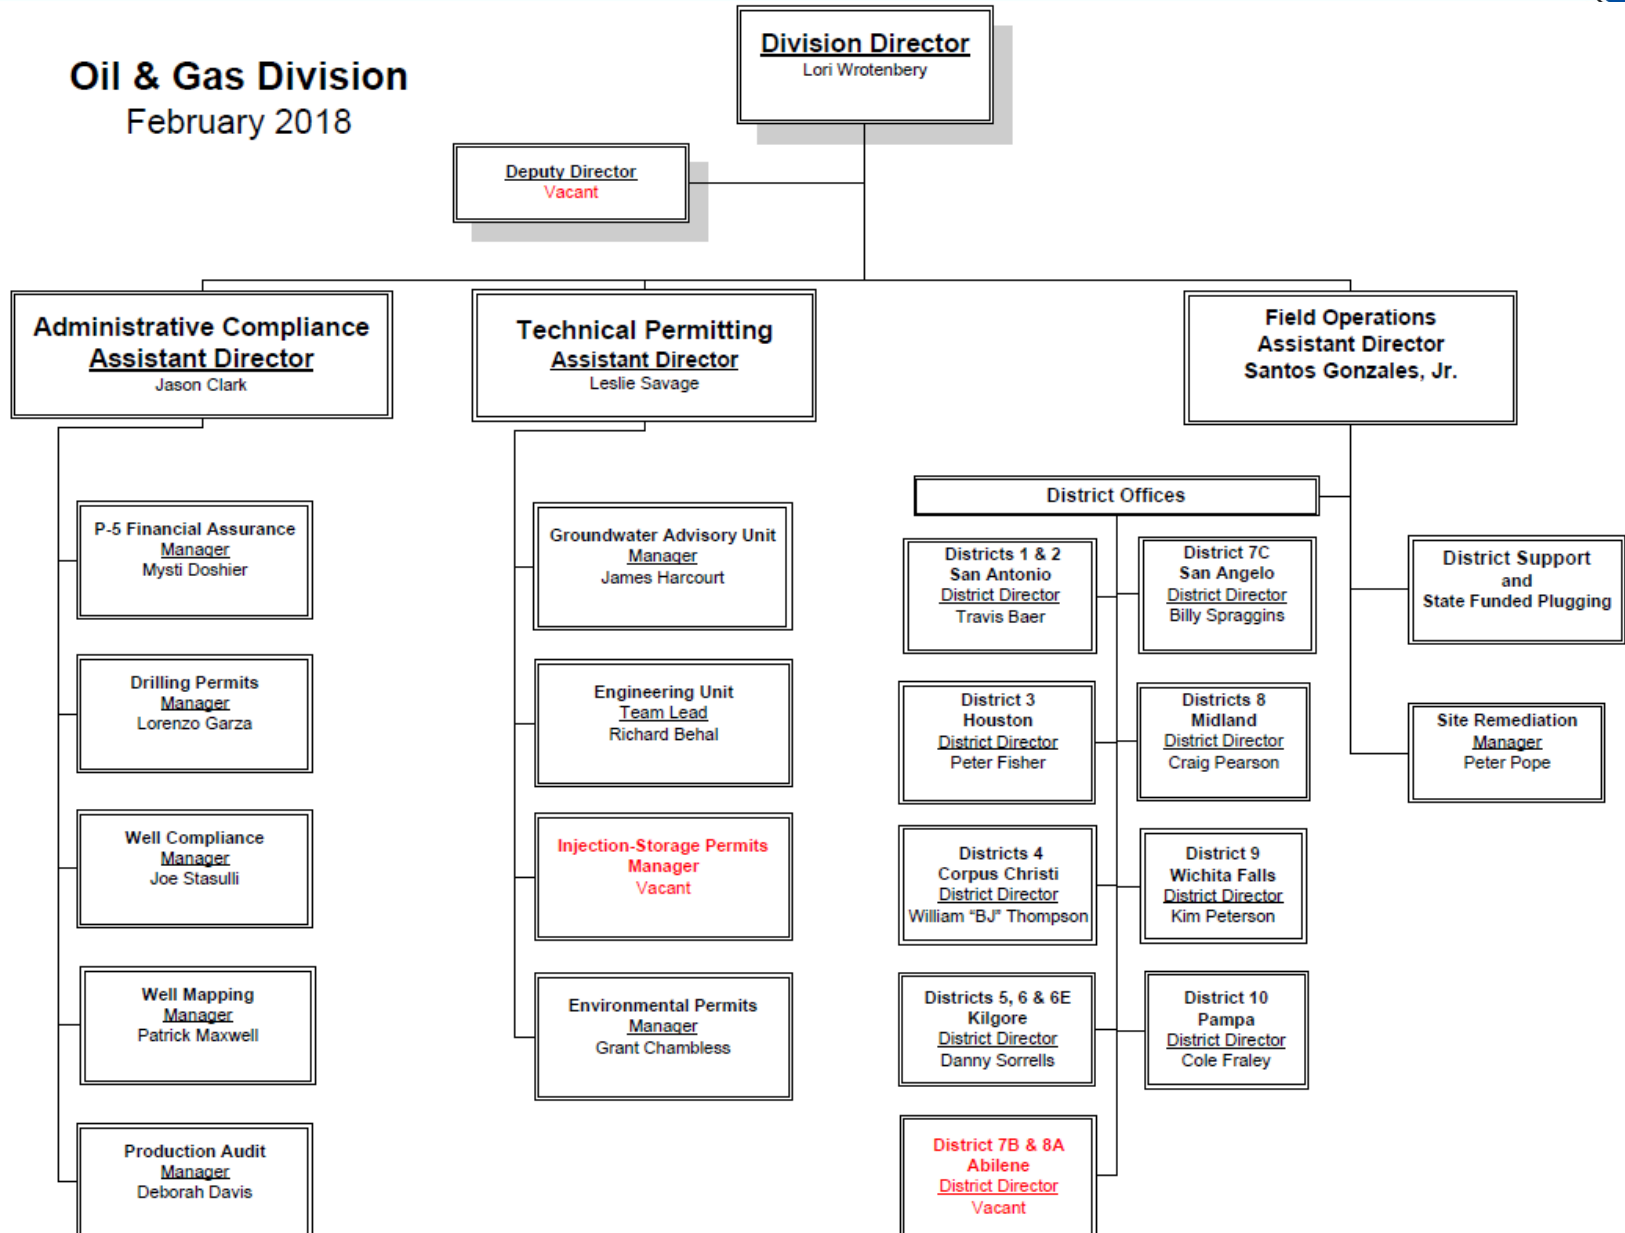 Oil & Gas Division
February 2018
Division Director
Lori Wrotenbery
Deputy Director
Vacant
Administrative Compliance
Assistant Director
Jason Clark
Technical Permitting
Assistant Director
Leslie Savage
Field Operations
Assistant Director
Santos Gonzales, Jr.
P-5 Financial Assurance
Manager
Mysti Doshier
Drilling Permits
Manager
Lorenzo Garza
Well Compliance
Manager
Joe Stasulli
Well Mapping
Manager
Patrick Maxwell
Production Audit
Manager
Deborah Davis
Groundwater Advisory Unit
Manager
James Harcourt
Engineering Unit
Team Lead
Richard Behal
Injection-Storage Permits
Manager
Vacant
Environmental Permits
Manager
Grant Chambless
District Offices
Districts 1 & 2
San Antonio
District Director
Travis Baer
District 3
Houston
District Director
Peter Fisher
Districts 4
Corpus Christi
District Director
William “BJ” Thompson
Districts 5, 6 & 6E
Kilgore
District Director
Danny Sorrells
District 7B & 8A
Abilene
District Director
Vacant
District 7C
San Angelo
District Director
Billy Spraggins
Districts 8
Midland
District Director
Craig Pearson
District 9
Wichita Falls
District Director
Kim Peterson
District 10
Pampa
District Director
Cole Fraley
District Support
and
State Funded Plugging
Site Remediation
Manager
Peter Pope